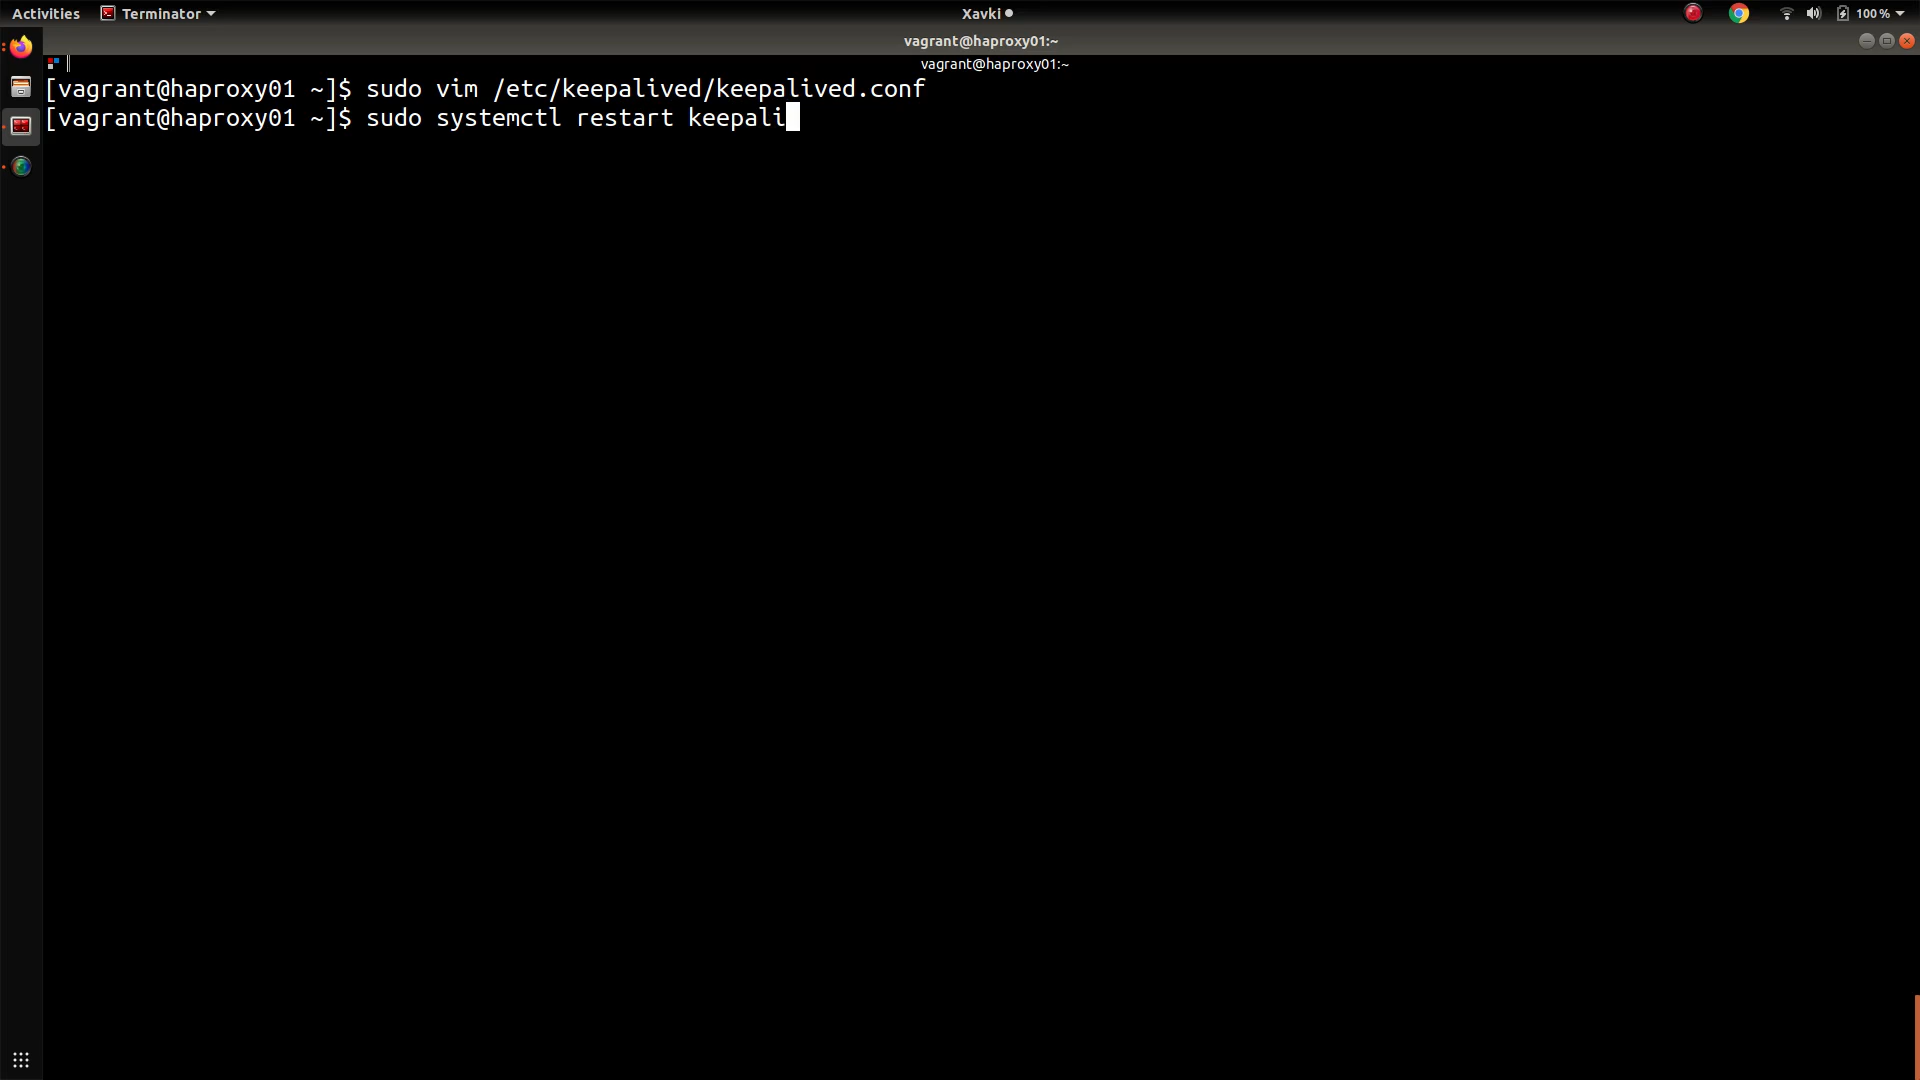 Activities Terminator Xavki 100 %
vagrant@haproxy01:~
vagrant@haproxy01:~
[vagrant@haproxy01 ~]$ sudo vim /etc/keepalived/keepalived.conf
[vagrant@haproxy01 ~]$ sudo systemctl restart keepali